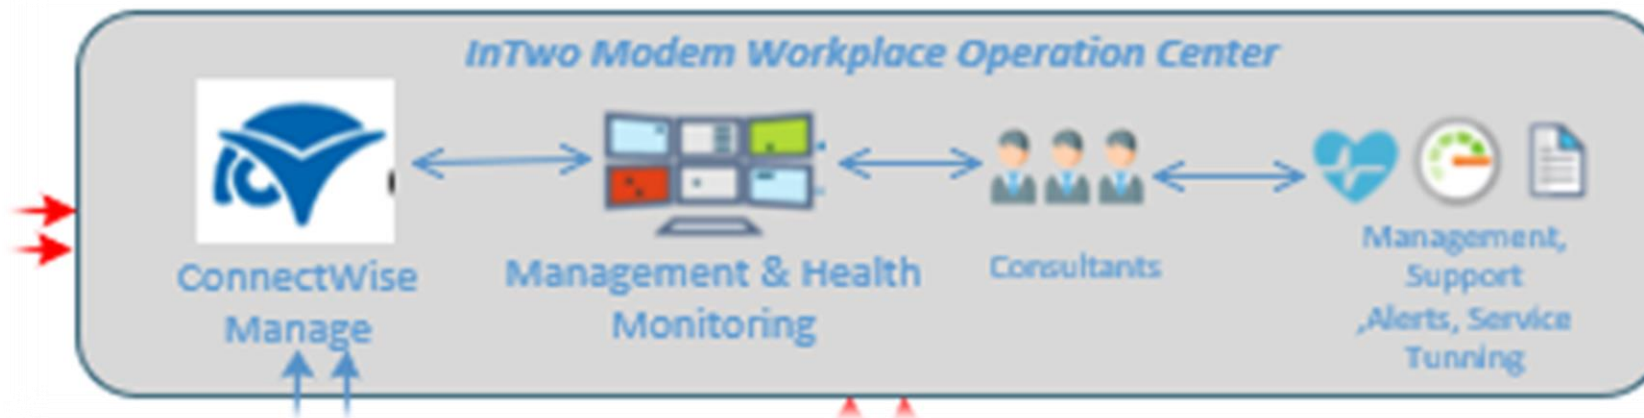 InTwo Modem Workplace Operation Center
ConnectWise
Manage
Management & Health
Monitoring
Consultants
Management,
Support
,Alerts, Service
Tunning